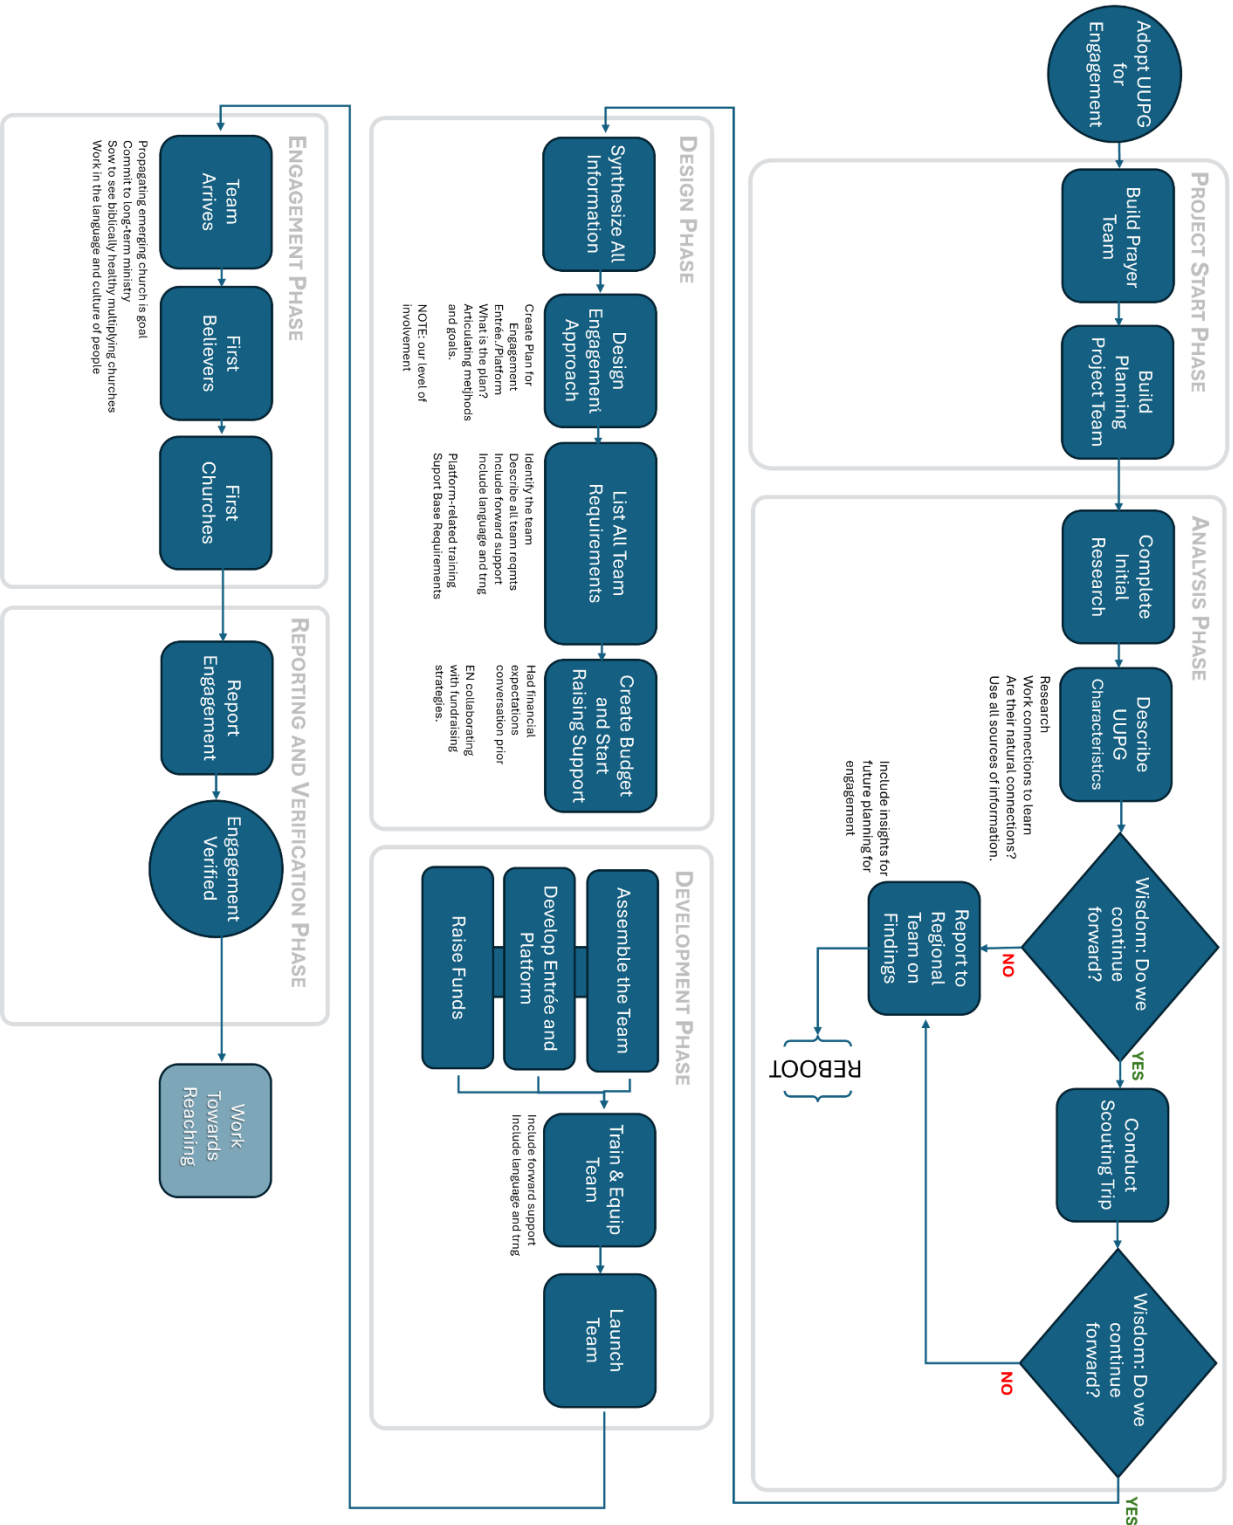 Adopt UUPG
for
Engagement
PROJECT START PHASE
Build Prayer
Team
Build
Planning
Project Team
ANALYSIS PHASE
Complete
Initial
Research
Describe
UUPG
Characteristics
Research
Work connections to learn
Are their natural connections?
Use all sources of information.
Wisdom: Do we
continue
forward?
NO
YES
Include insights for
future planning for
engagement
Report to
Regional
Team on
Findings
REBOOT
Conduct
Scouting Trip
Wisdom: Do we
continue
forward?
NO
YES
DESIGN PHASE
Synthesize All
Information
Design
Engagement
Approach
Create Plan for
Engagement
Entrée./Platform
What is the plan?
Articulating metjhods
and goals.
NOTE: our level of
involvement
List All Team
Requirements
Identify the team
Describe all team reqmts
Include forward support
Include language and trng
Platform-related training
Suport Base Requirements
Create Budget
and Start
Raising Support
Had financial
expectations
conversation prior
EN collaborating
with fundraising
strategies.
DEVELOPMENT PHASE
Assemble the Team
Develop Entrée and
Platform
Raise Funds
Train & Equip
Team
Include forward support
Include language and trng
Launch
Team
ENGAGEMENT PHASE
Team
Arrives
First
Believers
First
Churches
Propagating emerging church is goal
Commit to long-term ministry
Sow to see biblically healthy multiplying churches
Work in the language and culture of people
REPORTING AND VERIFICATION PHASE
Report
Engagement
Engagement
Verified
Work
Towards
Reaching